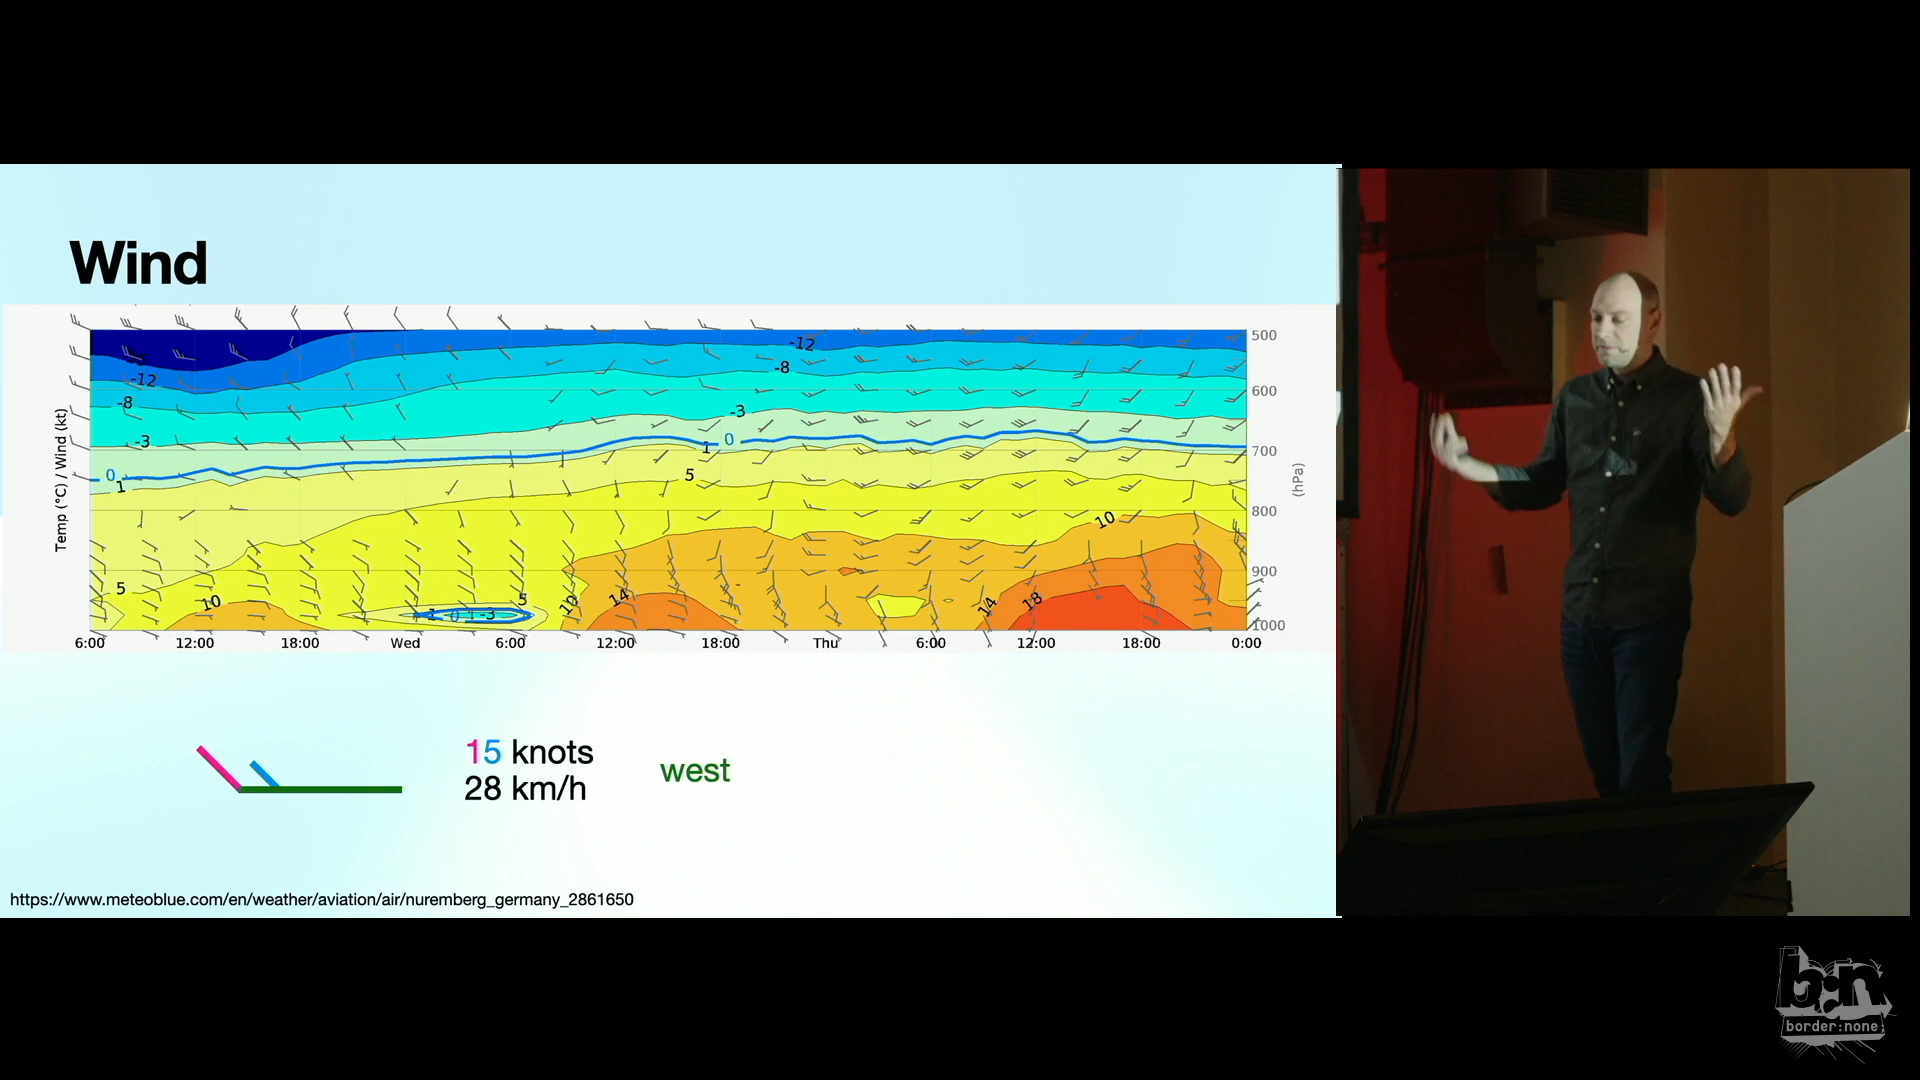 Wind
Temp (°C) / Wind (kt)
-12
-8
-3
0
1
5
10
-12
-8
-3
0
1
5
10
14
18
14
10
5
-3
0
500
600
700
800
900
1000
(hPa)
6:00 12:00 18:00 Wed 6:00 12:00 18:00 Thu 6:00 12:00 18:00 0:00
15 knots
28 km/h
west
https://www.meteoblue.com/en/weather/aviation/air/nuremberg_germany_2861650
b:n
border:none